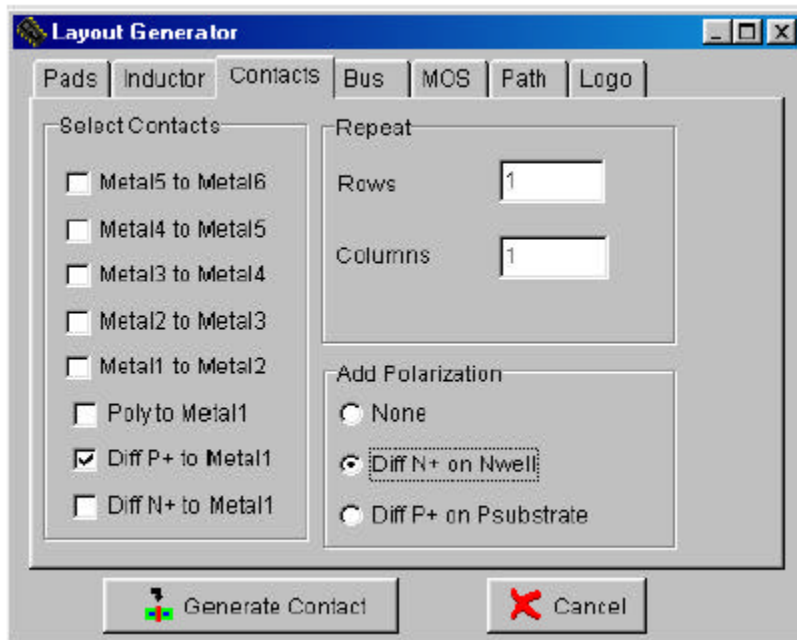 Layout Generator
Pads Inductor Contacts Bus MOS Path Logo
Select Contacts
Metal5 to Metal6
Metal4 to Metal5
Metal3 to Metal4
Metal2 to Metal3
Metal1 to Metal2
Poly to Metal1
Diff P+ to Metal1
Diff N+ to Metal1
Repeat
Rows 1
Columns 1
Add Polarization
None
Diff N+ on Nwell
Diff P+ on Psubstrate
Generate Contact
Cancel